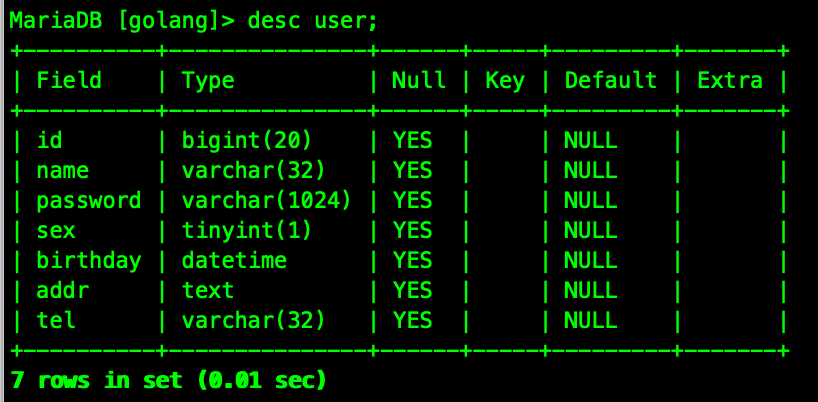 MariaDB [golang]> desc user;
+----------+---------------+------+-----+---------+-------+
| Field    | Type          | Null | Key | Default | Extra |
+----------+---------------+------+-----+---------+-------+
| id       | bigint(20)    | YES  |     | NULL    |       |
| name     | varchar(32)   | YES  |     | NULL    |       |
| password | varchar(1024) | YES  |     | NULL    |       |
| sex      | tinyint(1)    | YES  |     | NULL    |       |
| birthday | datetime      | YES  |     | NULL    |       |
| addr     | text          | YES  |     | NULL    |       |
| tel      | varchar(32)   | YES  |     | NULL    |       |
+----------+---------------+------+-----+---------+-------+
7 rows in set (0.01 sec)